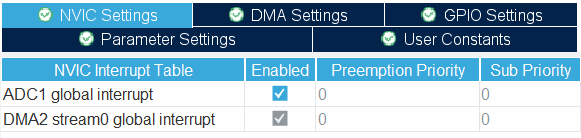 NVIC Settings DMA Settings GPIO Settings
Parameter Settings User Constants
NVIC Interrupt Table Enabled Preemption Priority Sub Priority
ADC1 global interrupt 0 0
DMA2 stream0 global interrupt 0 0